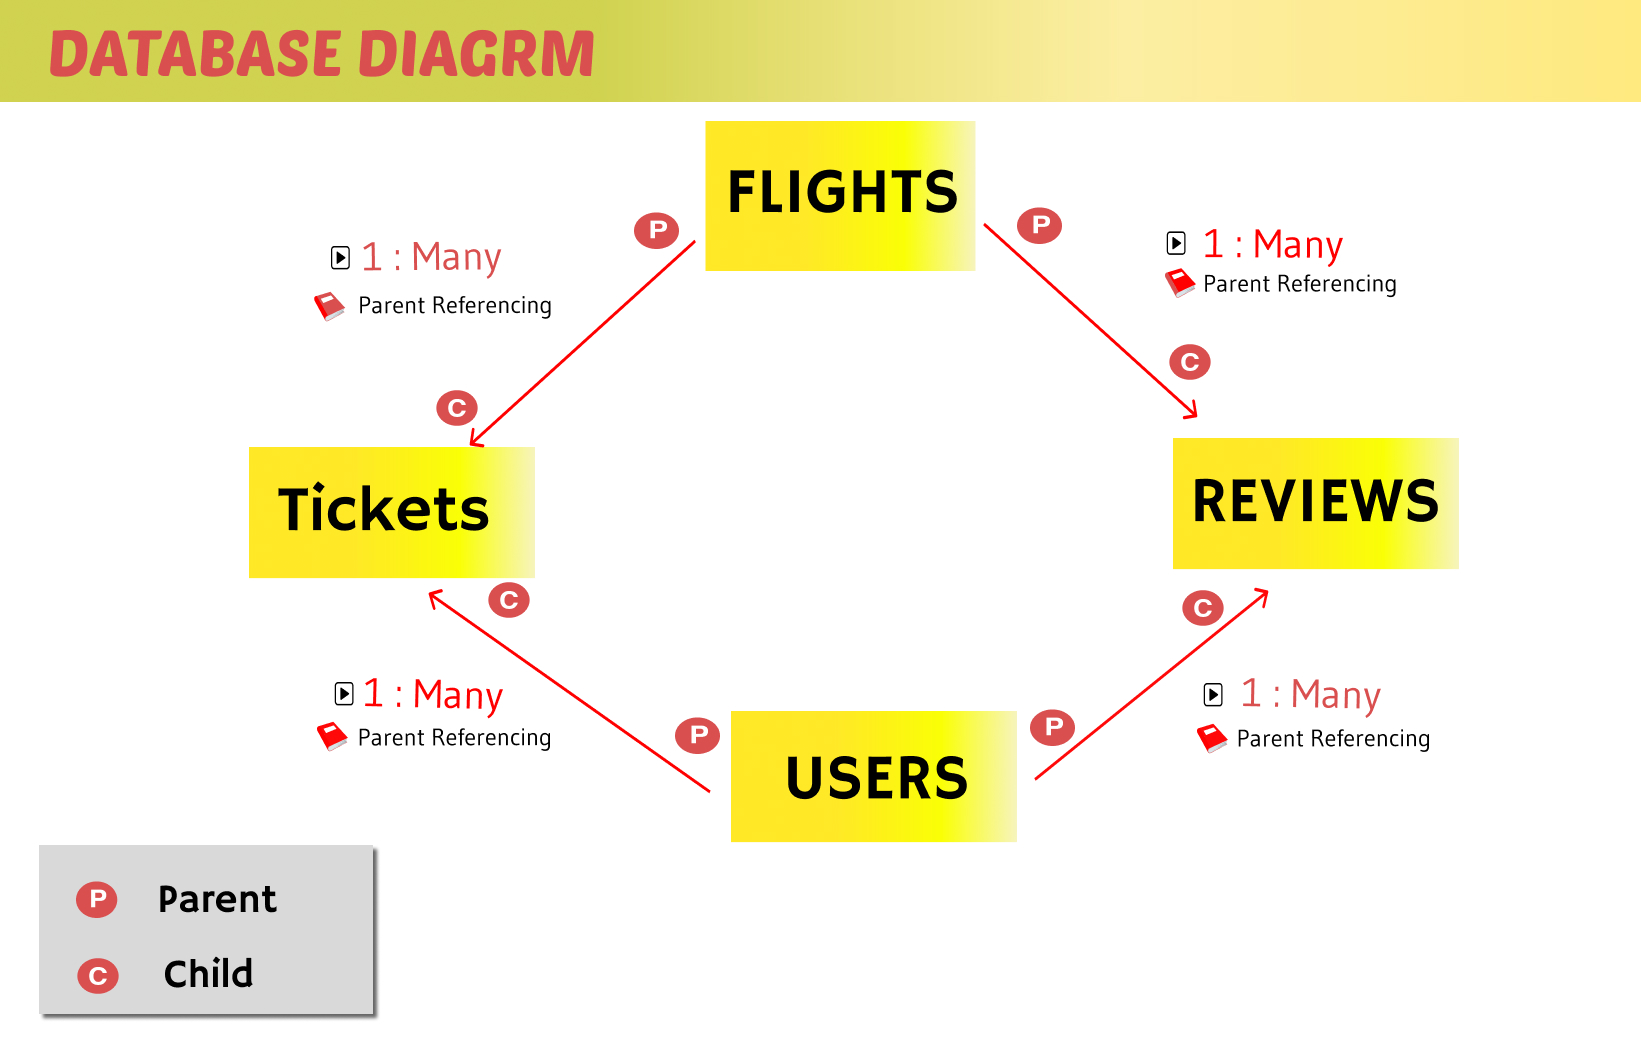 DATABASE DIAGRM
FLIGHTS
P
P
1 : Many
Parent Referencing
1 : Many
Parent Referencing
C
C
Tickets
REVIEWS
C
C
1 : Many
Parent Referencing
P
USERS
P
1 : Many
Parent Referencing
P Parent
C Child